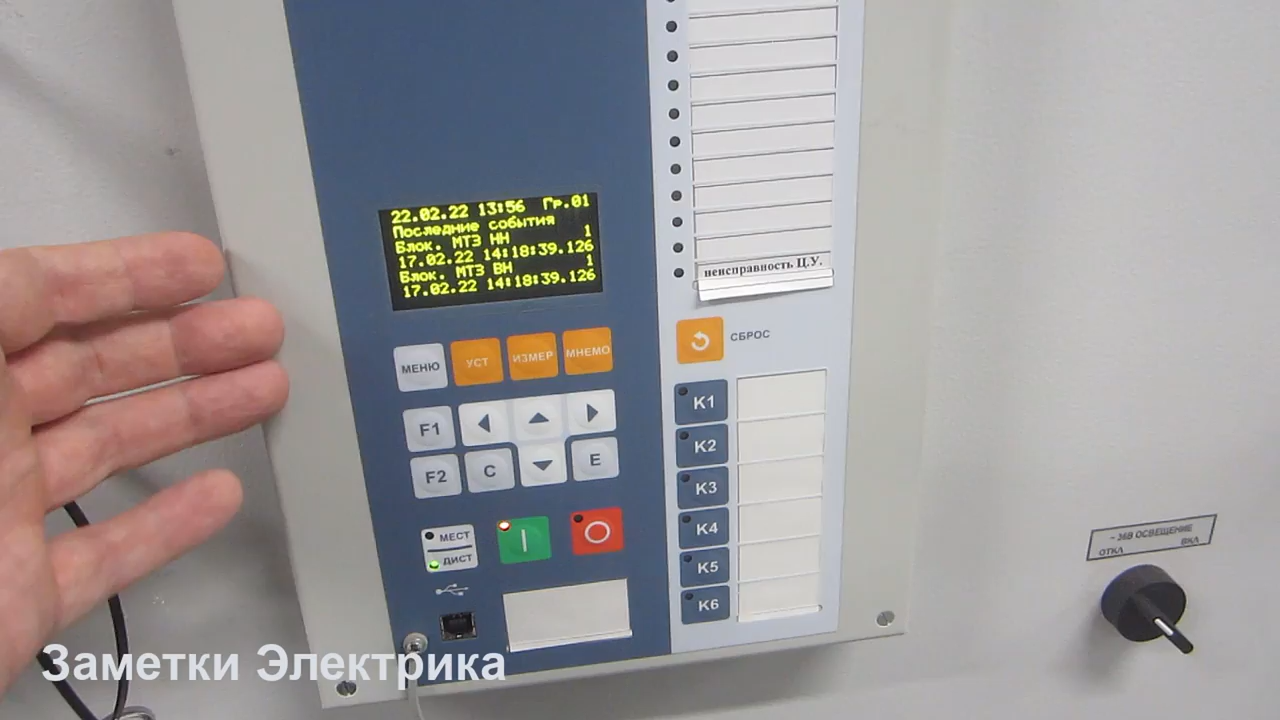 22.02.22 13:56 Гр.01
Последние события
Блок. МТЗ НН 1
17.02.22 14:18:39.126
Блок. МТЗ ВН 1
17.02.22 14:18:39.126
неисправность Ц.У.
СБРОС
МЕНЮ УСТ ИЗМЕР МНЕМО
F1
F2 C E
МЕСТ
ДИСТ
I O
K1
K2
K3
K4
K5
K6
~ 36В ОСВЕЩЕНИЕ
ОТКЛ ВКЛ
Заметки Электрика